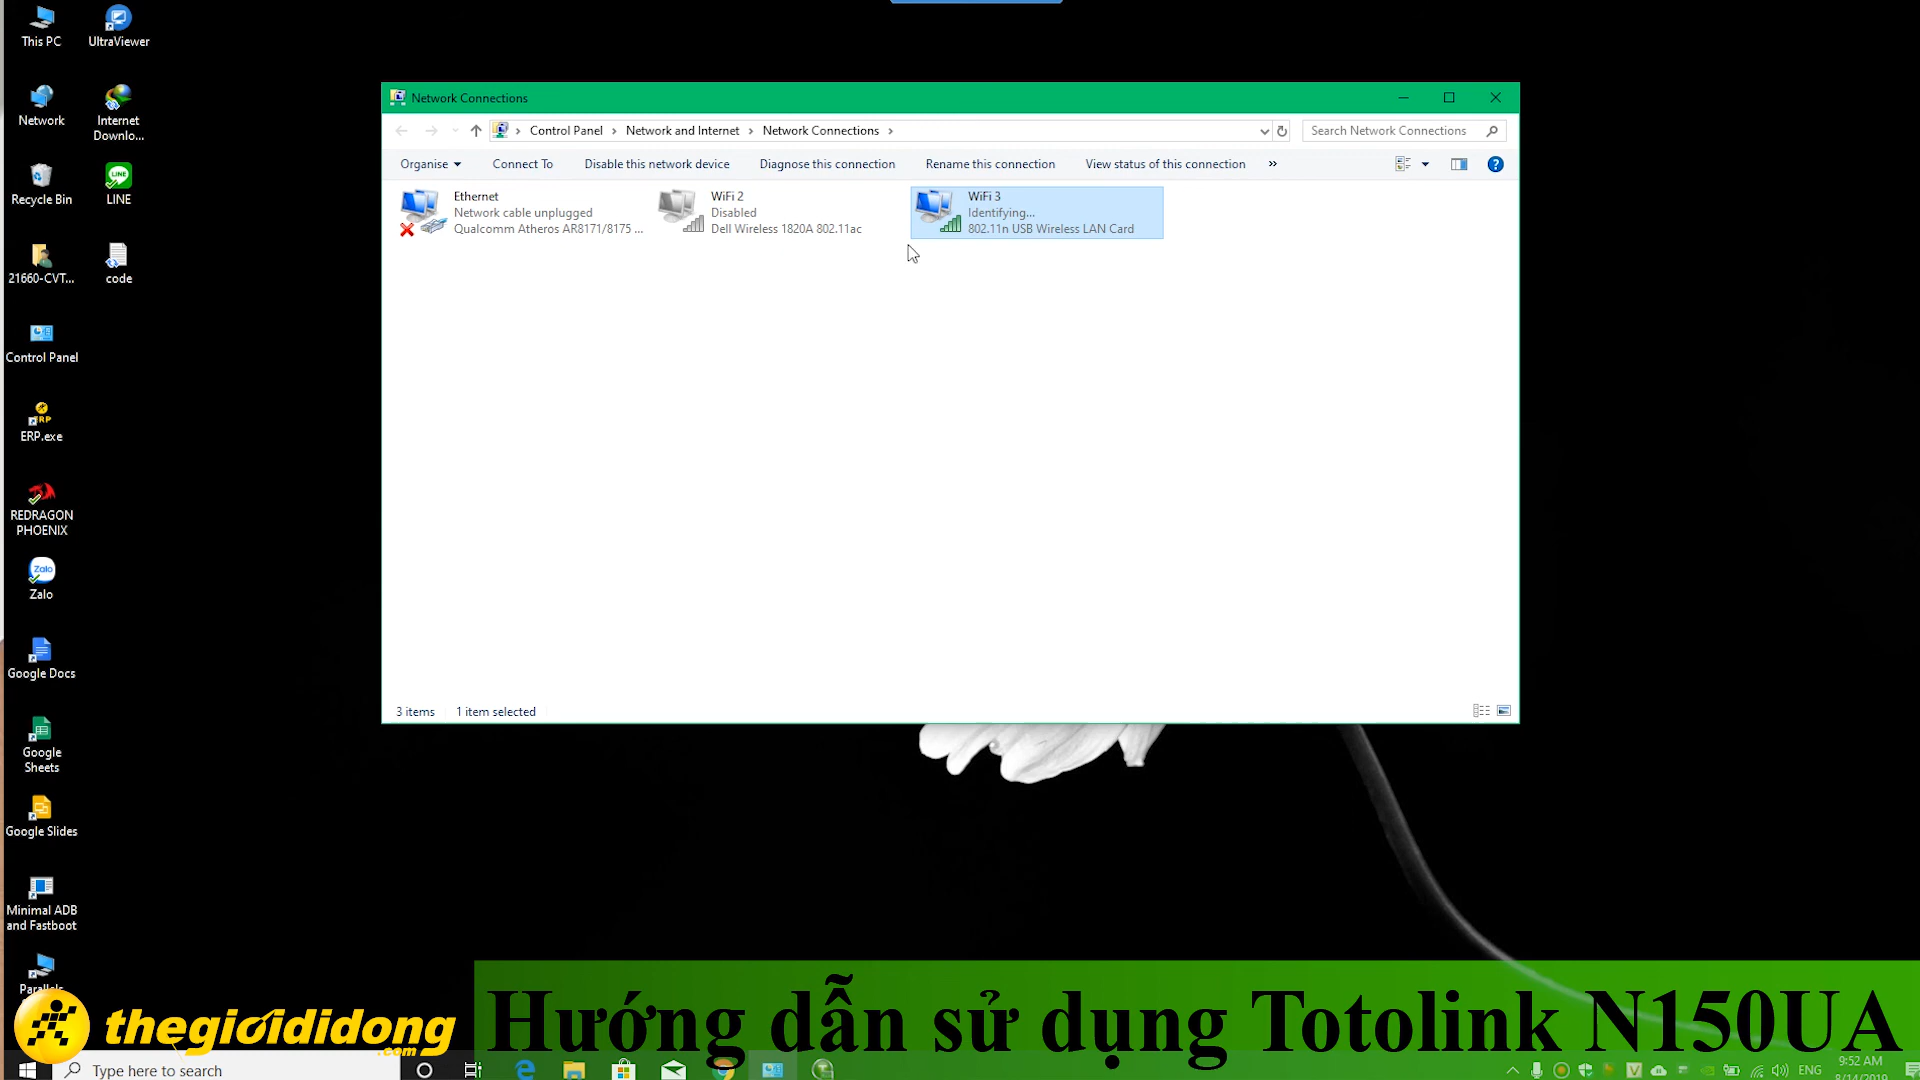 This PC
UltraViewer
Network
Internet
Downlo...
Recycle Bin
LINE
21660-CVT...
code
Control Panel
ERP.exe
REDRAGON
PHOENIX
Zalo
Google Docs
Google
Sheets
Google Slides
Minimal ADB
and Fastboot
Network Connections
Control Panel
Network and Internet
Network Connections
Search Network Connections
Organise
Connect To
Disable this network device
Diagnose this connection
Rename this connection
View status of this connection
»
Ethernet
Network cable unplugged
Qualcomm Atheros AR8171/8175 ...
WiFi 2
Disabled
Dell Wireless 1820A 802.11ac
WiFi 3
Identifying...
802.11n USB Wireless LAN Card
3 items
1 item selected
thegioididong
.com
Hướng dẫn sử dụng Totolink N150UA
Type here to search
ENG
9:52 AM
8/14/2019